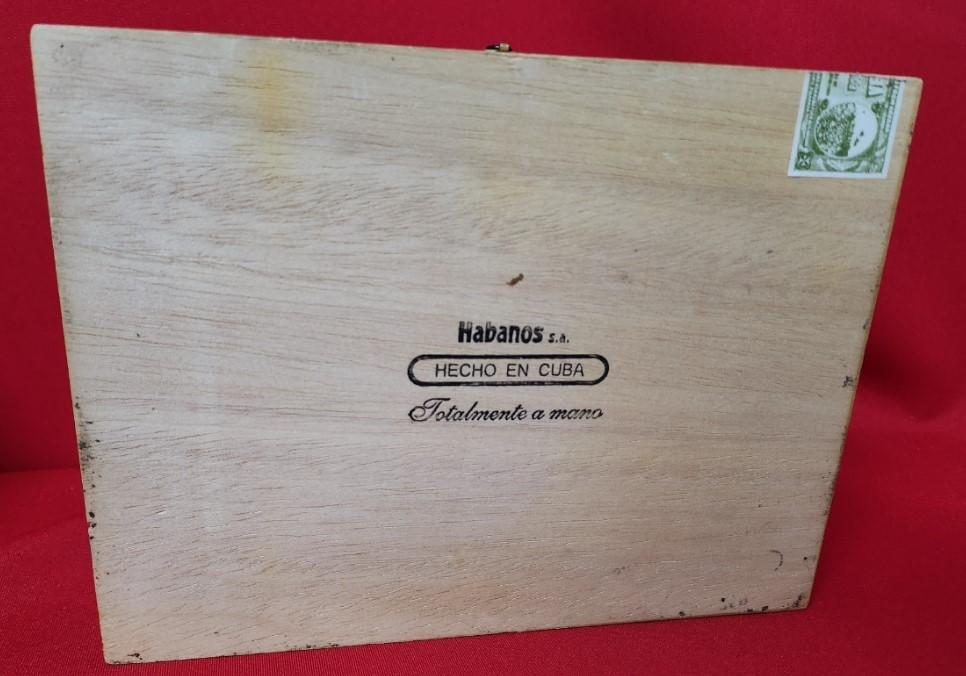 Habanos s.a.
HECHO EN CUBA
Totalmente a mano